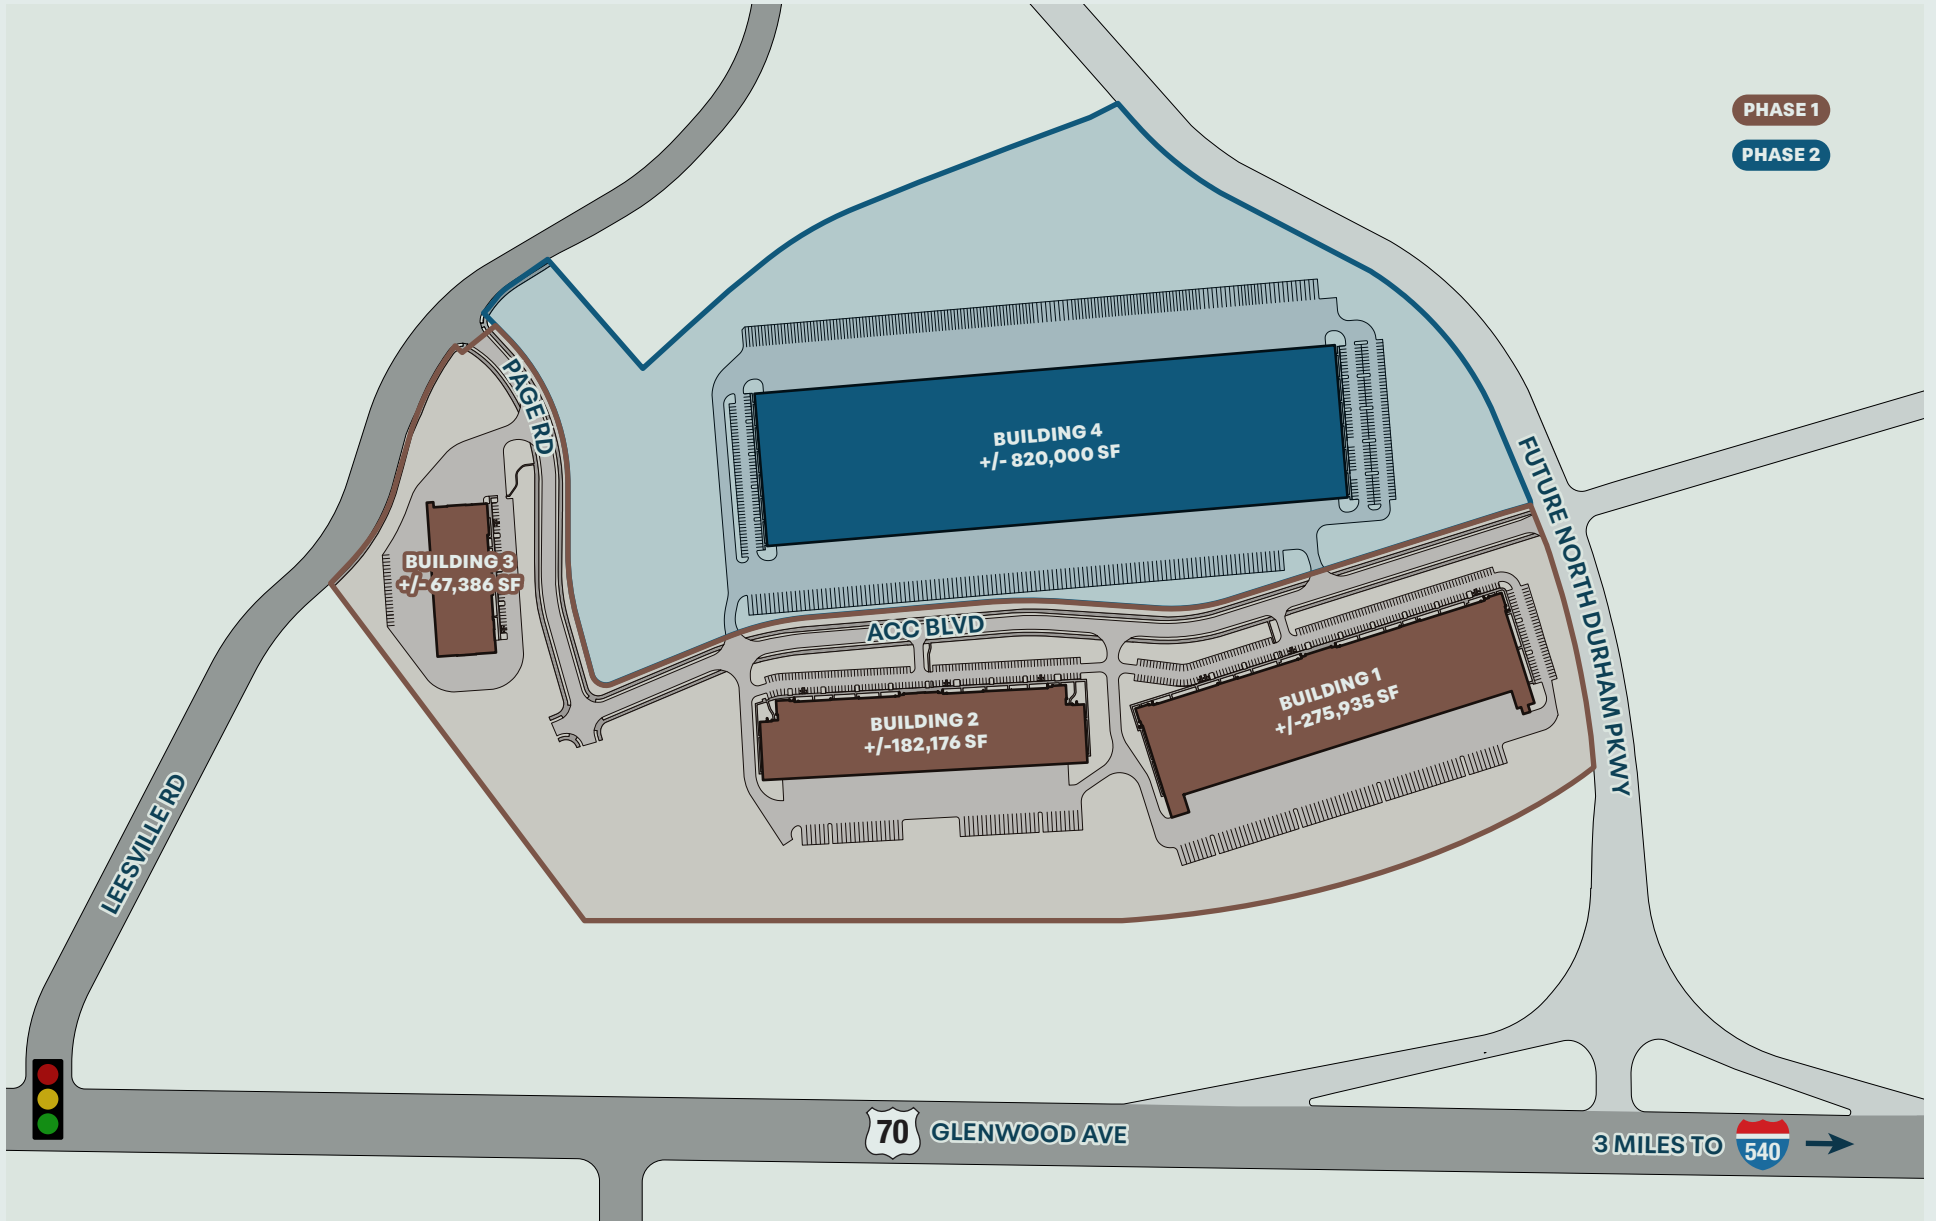 PHASE 1
PHASE 2
PAGE RD
BUILDING 4
+/- 820,000 SF
FUTURE NORTH DURHAM PKWY
BUILDING 3
+/- 67,386 SF
ACC BLVD
BUILDING 1
+/-275,935 SF
BUILDING 2
+/-182,176 SF
LEESVILLE RD
70 GLENWOOD AVE
3 MILES TO 540